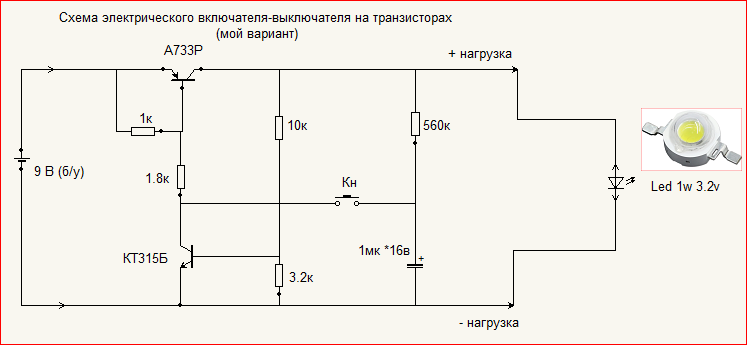 Схема электрического включателя-выключателя на транзисторах
(мой вариант)
A733P
+ нагрузка
1к
10к
560к
9 В (б/у)
1.8к
Кн
Led 1w 3.2v
КТ315Б
1мк *16в
+
3.2к
- нагрузка